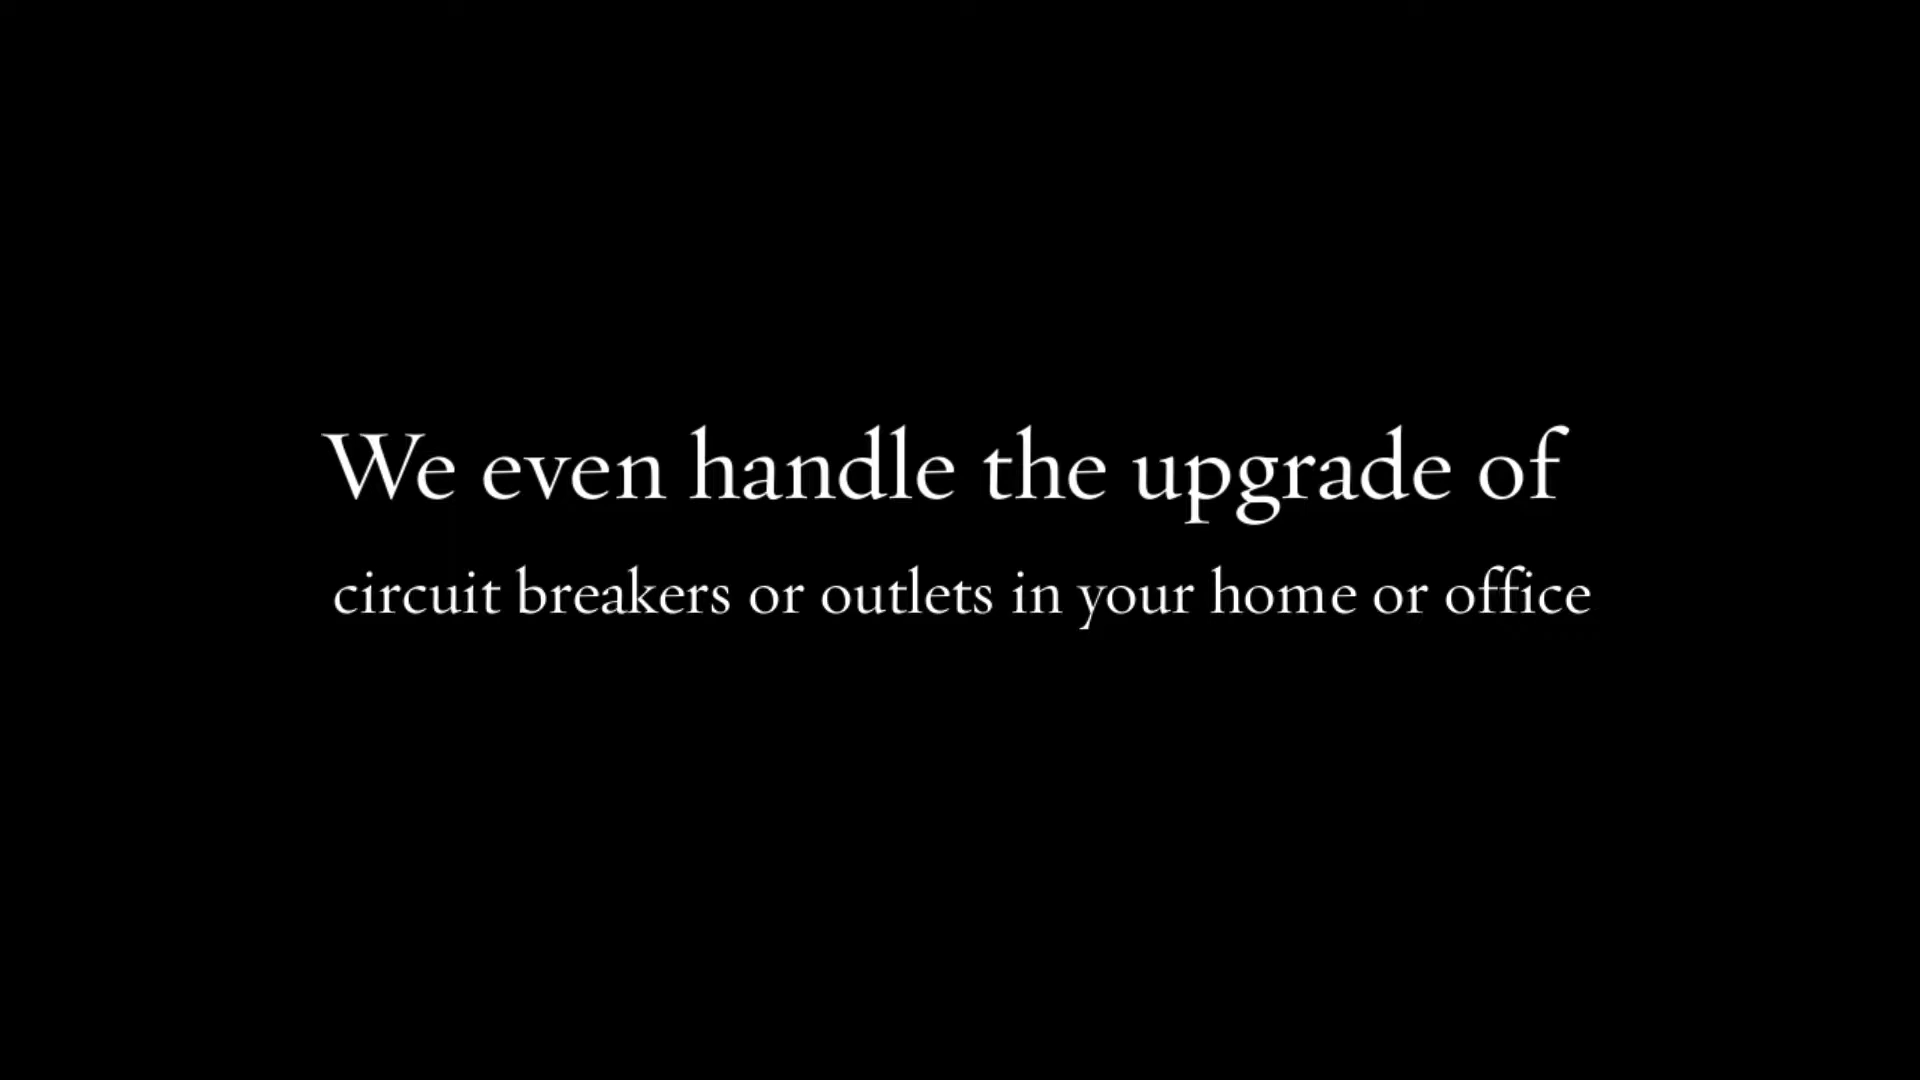 We even handle the upgrade of
circuit breakers or outlets in your home or office